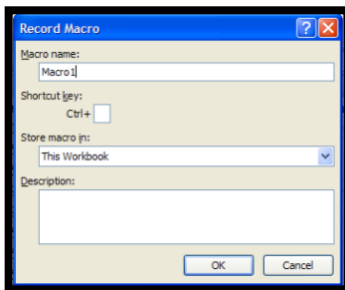 Record Macro
Macro name:
Macro1
Shortcut key:
Ctrl+
Store macro in:
This Workbook
Description:
OK Cancel